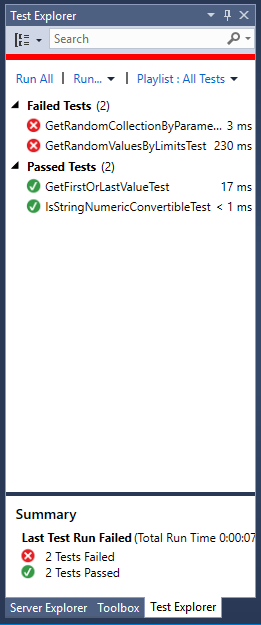 Test Explorer
Search
Run All | Run... Playlist : All Tests
Failed Tests (2)
GetRandomCollectionByParame... 3 ms
GetRandomValuesByLimitsTest 230 ms
Passed Tests (2)
GetFirstOrLastValueTest 17 ms
IsStringNumericConvertibleTest < 1 ms
Summary
Last Test Run Failed (Total Run Time 0:00:07
2 Tests Failed
2 Tests Passed
Server Explorer Toolbox Test Explorer